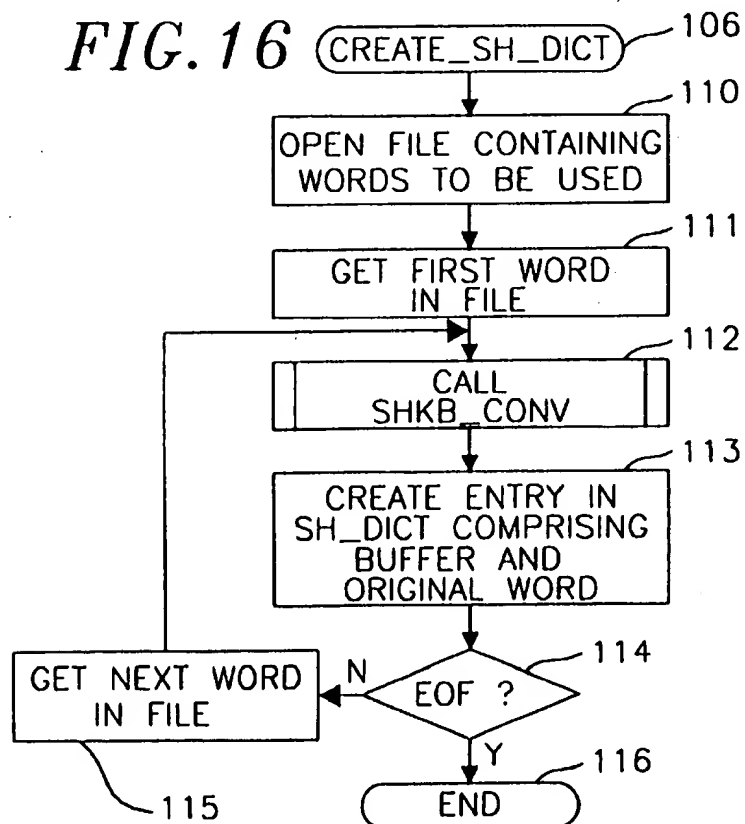 FIG. 16
CREATE_SH_DICT
106
110
OPEN FILE CONTAINING
WORDS TO BE USED
111
GET FIRST WORD
IN FILE
112
CALL
SHKB_CONV
113
CREATE ENTRY IN
SH_DICT COMPRISING
BUFFER AND
ORIGINAL WORD
114
EOF ?
N
GET NEXT WORD
IN FILE
115
Y
116
END